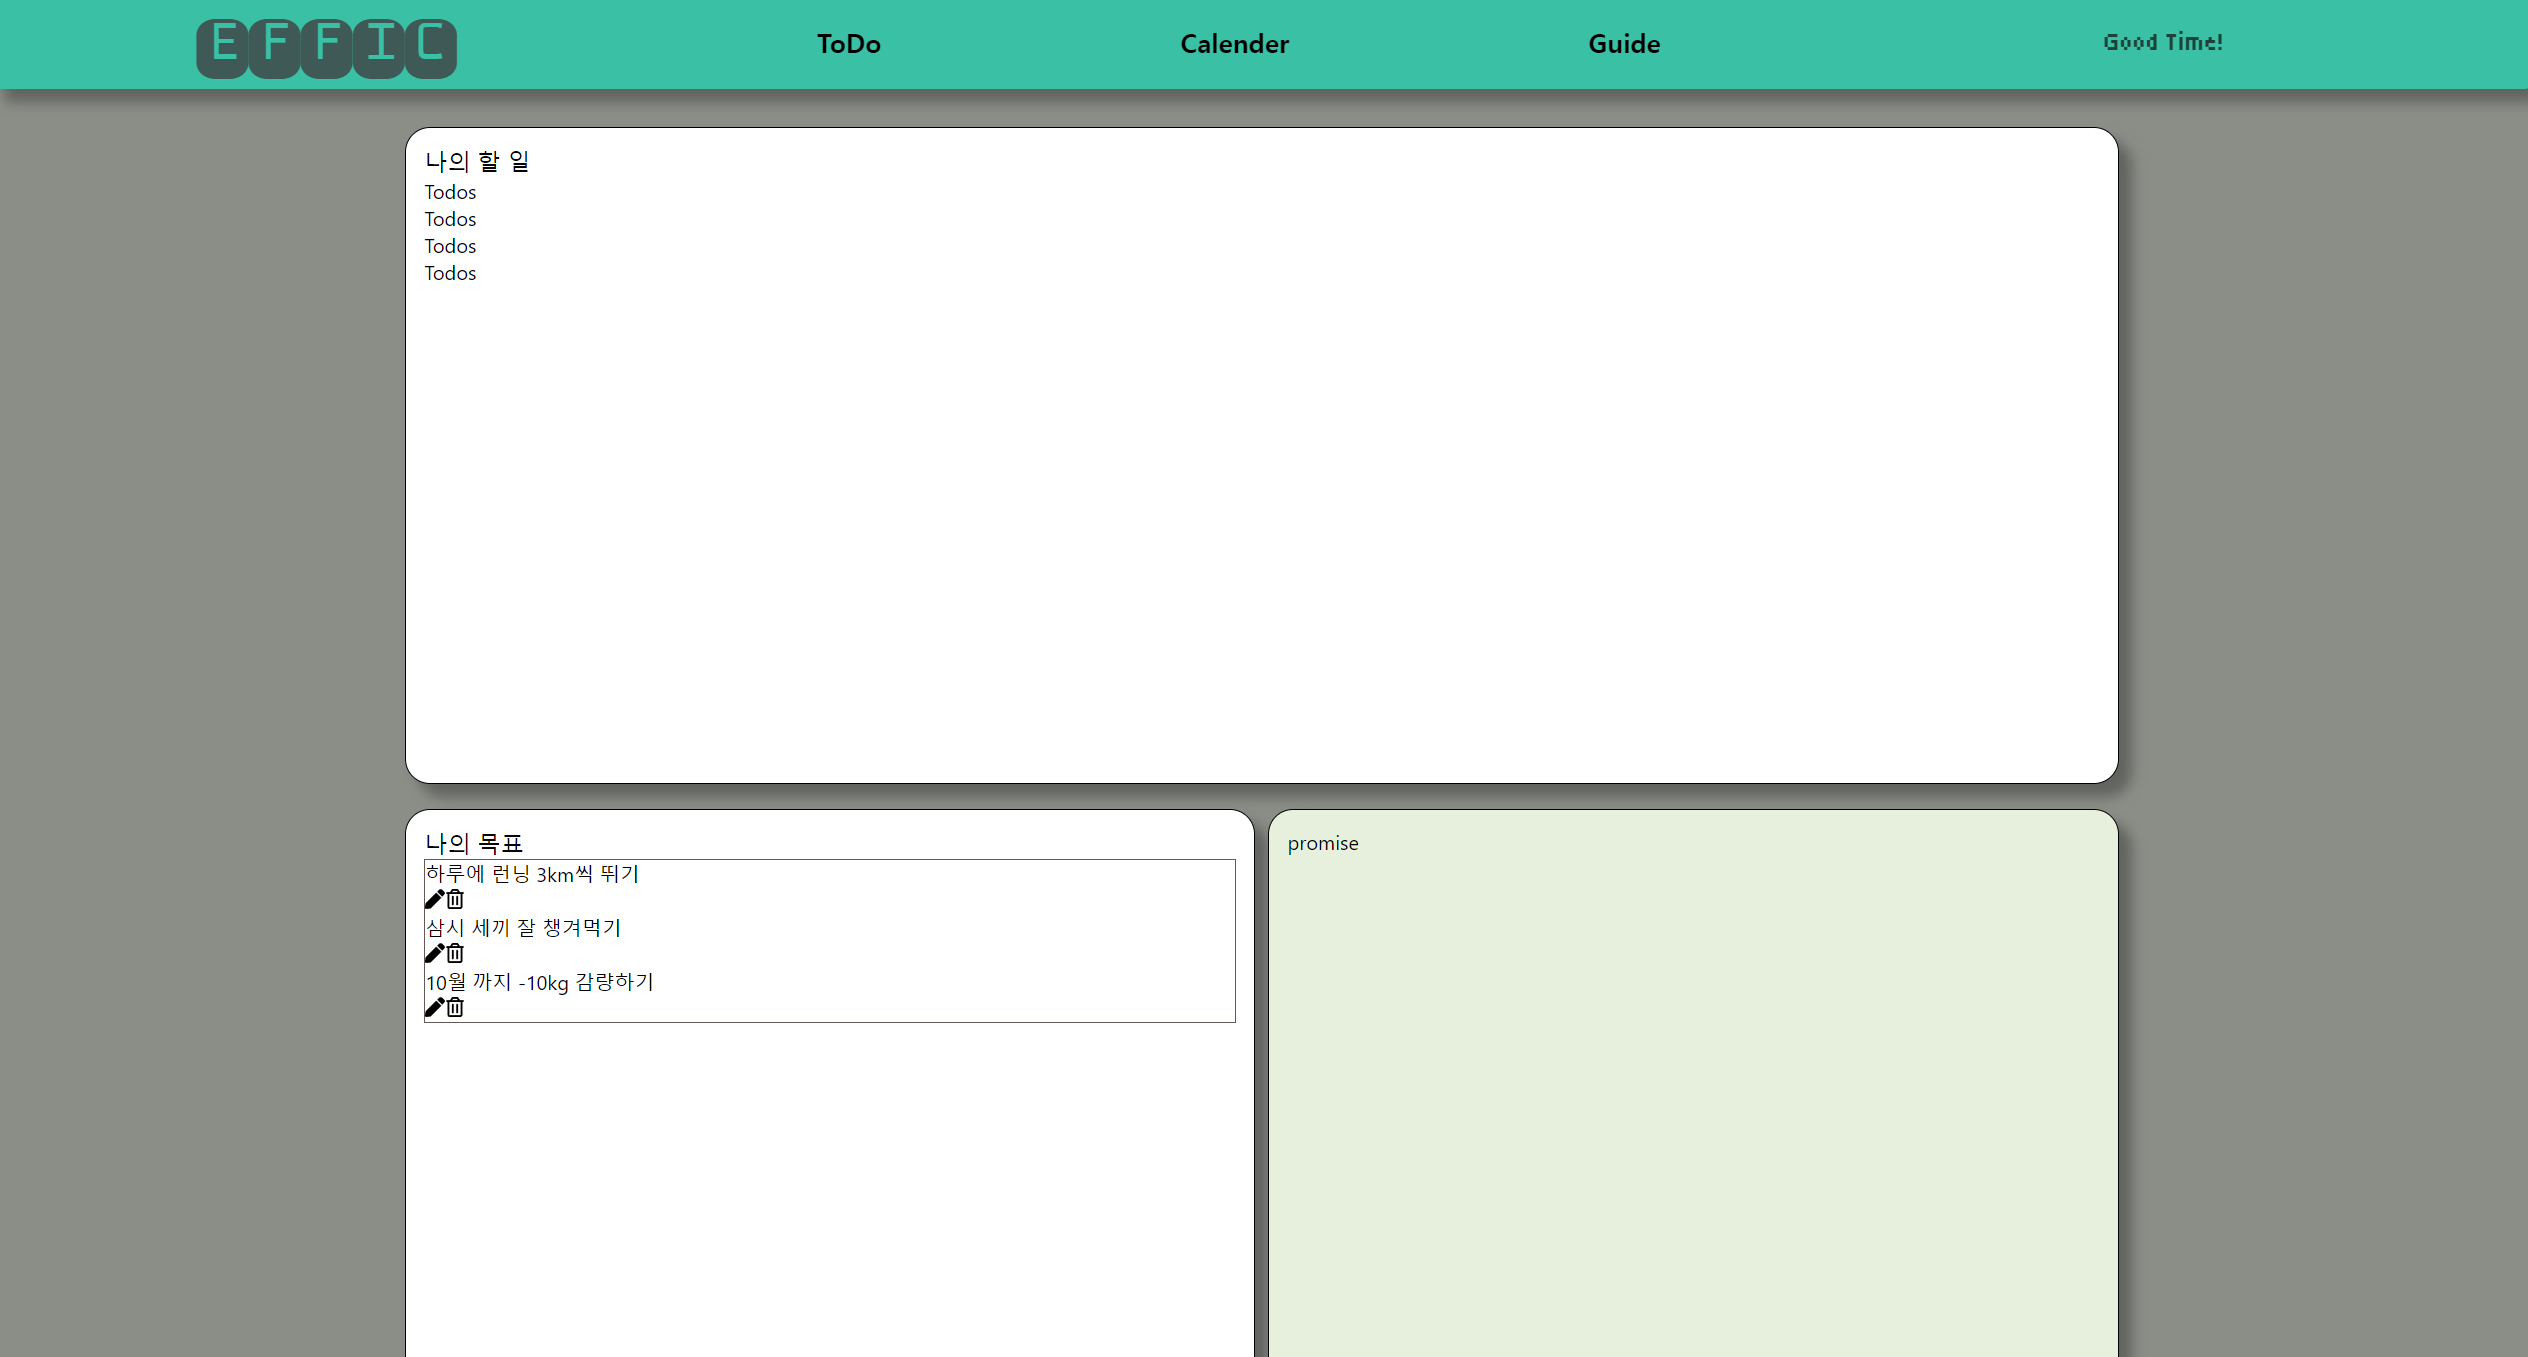 EFFIC
ToDo
Calender
Guide
Good Time!
나의 할 일
Todos
Todos
Todos
Todos
나의 목표
하루에 런닝 3km씩 뛰기
삼시 세끼 잘 챙겨먹기
10월 까지 -10kg 감량하기
promise